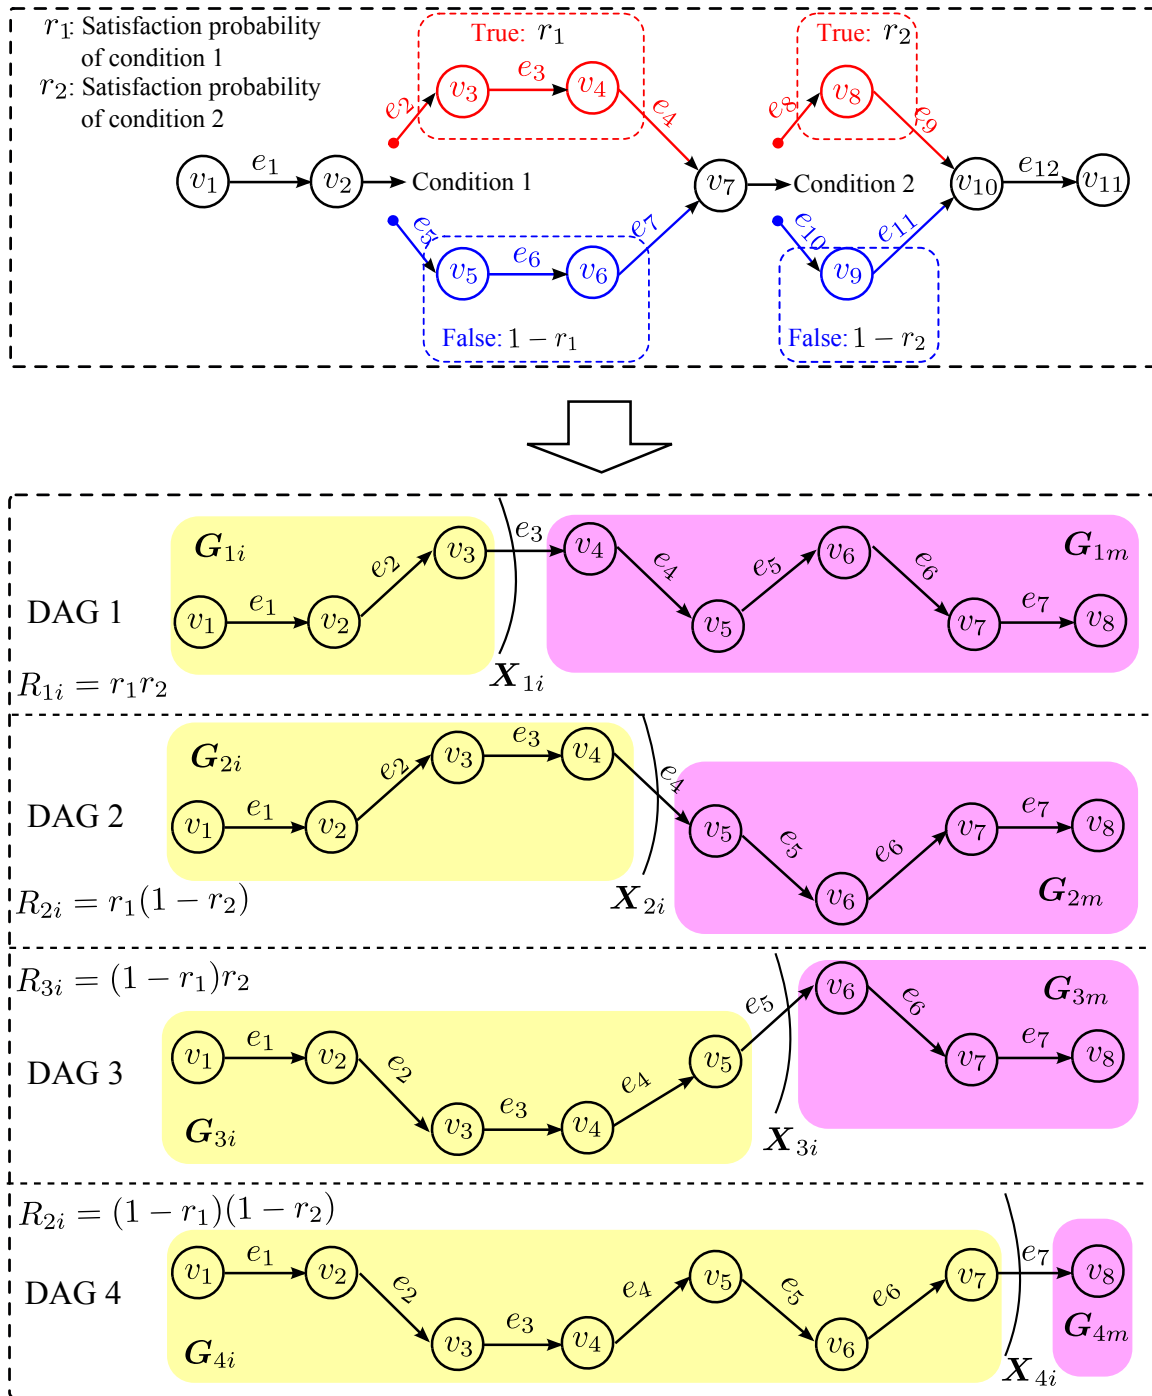 r₁: Satisfaction probability
of condition 1
r₂: Satisfaction probability
of condition 2
True: r₁
True: r₂
e₂
v₃
e₃
v₄
e₄
e₈
v₈
e₉
v₁
e₁
v₂
Condition 1
v₇
Condition 2
v₁₀
e₁₂
v₁₁
e₅
v₅
e₆
v₆
e₇
e₁₀
v₉
e₁₁
False: 1 − r₁
False: 1 − r₂
G₁ᵢ
v₃
e₃
v₄
v₆
G₁ₘ
e₂
e₄
e₅
e₆
DAG 1
v₁
e₁
v₂
v₅
v₇
e₇
v₈
R₁ᵢ = r₁r₂
X₁ᵢ
G₂ᵢ
v₃
e₃
v₄
e₂
e₄
DAG 2
v₁
e₁
v₂
v₅
v₇
e₇
v₈
e₅
e₆
R₂ᵢ = r₁(1 − r₂)
X₂ᵢ
v₆
G₂ₘ
R₃ᵢ = (1 − r₁)r₂
e₅
v₆
e₆
G₃ₘ
DAG 3
v₁
e₁
v₂
v₅
v₇
e₇
v₈
e₂
e₄
G₃ᵢ
v₃
e₃
v₄
X₃ᵢ
R₂ᵢ = (1 − r₁)(1 − r₂)
DAG 4
v₁
e₁
v₂
e₄
v₅
v₇
e₇
v₈
e₂
e₅
e₆
G₄ᵢ
v₃
e₃
v₄
v₆
X₄ᵢ
G₄ₘ